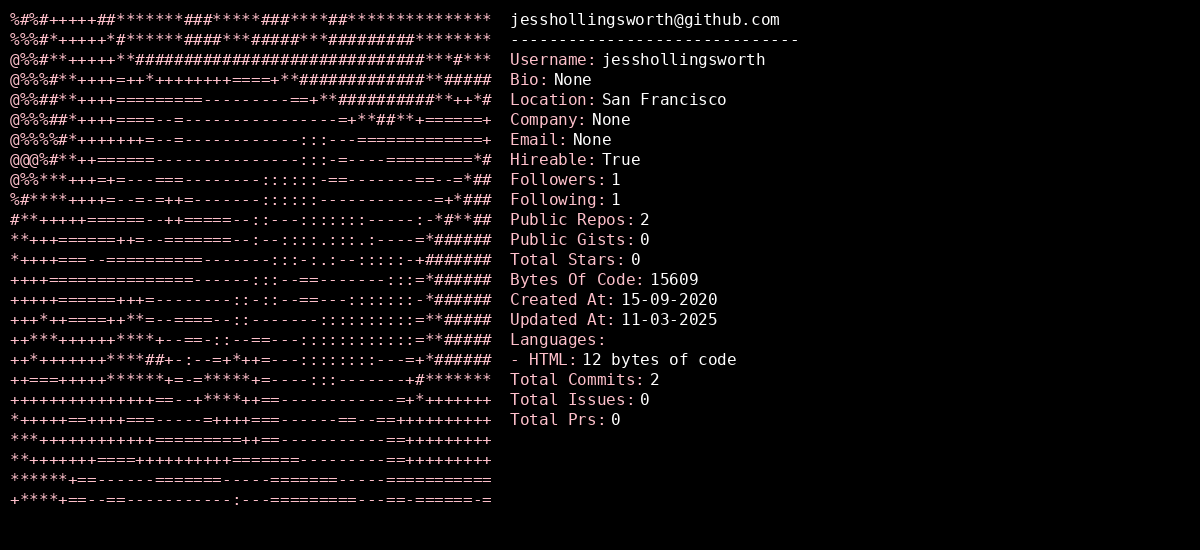 jesshollingsworth@github.com
------------------------------
Username: jesshollingsworth
Bio: None
Location: San Francisco
Company: None
Email: None
Hireable: True
Followers: 1
Following: 1
Public Repos: 2
Public Gists: 0
Total Stars: 0
Bytes Of Code: 15609
Created At: 15-09-2020
Updated At: 11-03-2025
Languages:
- HTML: 12 bytes of code
Total Commits: 2
Total Issues: 0
Total Prs: 0